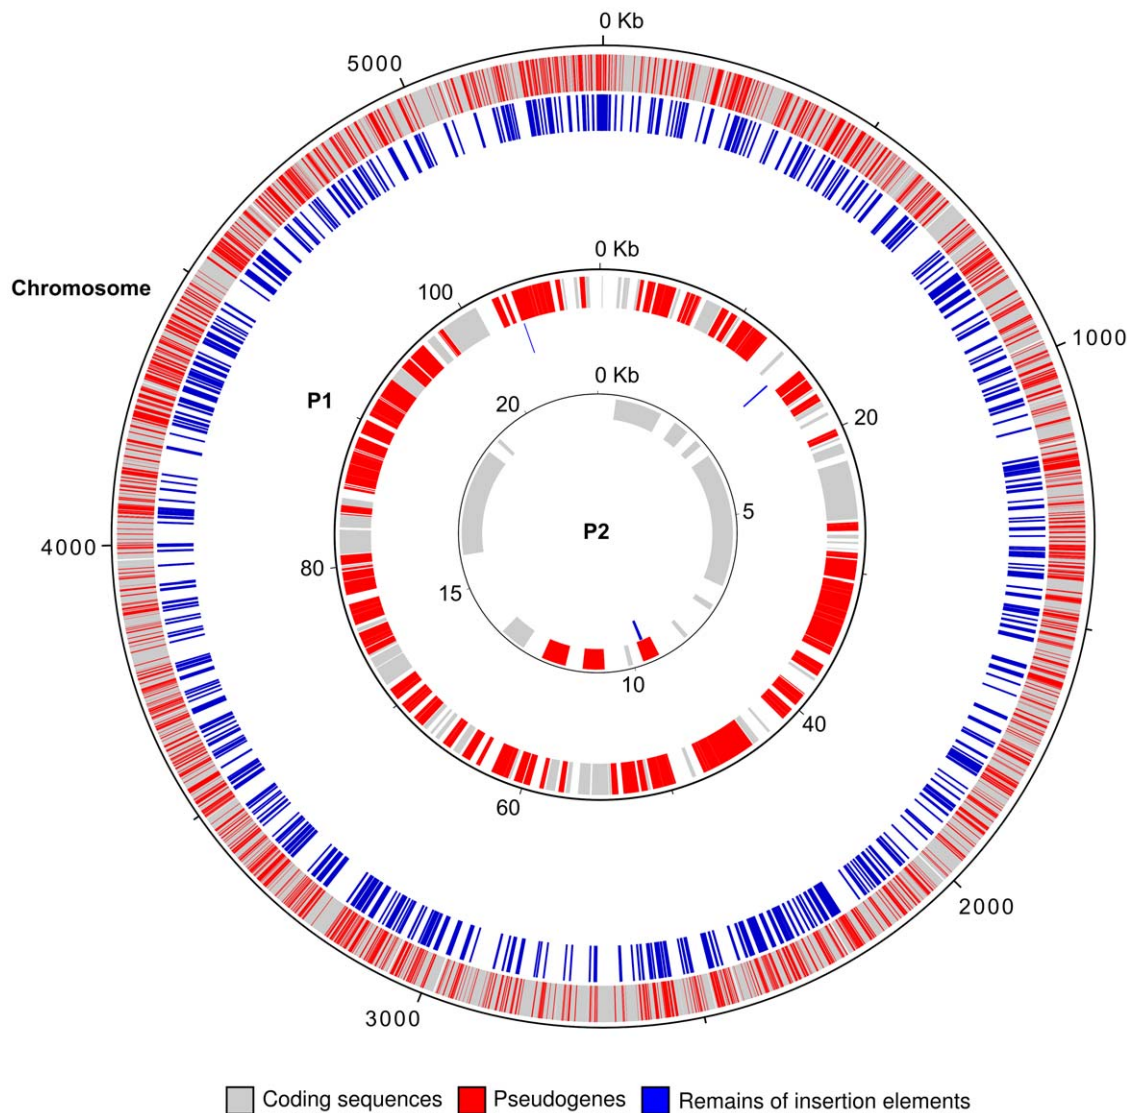 0 Kb
5000
Chromosome
0 Kb
100
1000
P1
0 Kb
20
20
5
P2
4000
80
15
10
40
60
2000
3000
Coding sequences Pseudogenes Remains of insertion elements